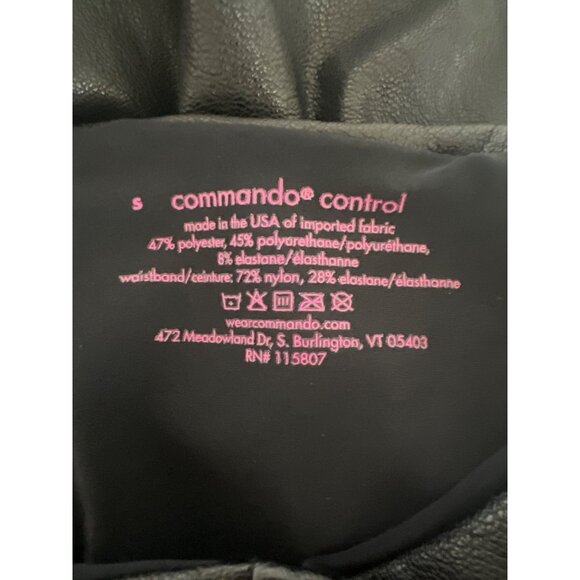 s commando® control
made in the USA of imported fabric
47% polyester, 45% polyurethane/polyuréthane,
8% elastane/élasthanne
waistband/ceinture: 72% nylon, 28% elastane/élasthanne
wearcommando.com
472 Meadowland Dr, S. Burlington, VT 05403
RN# 115807